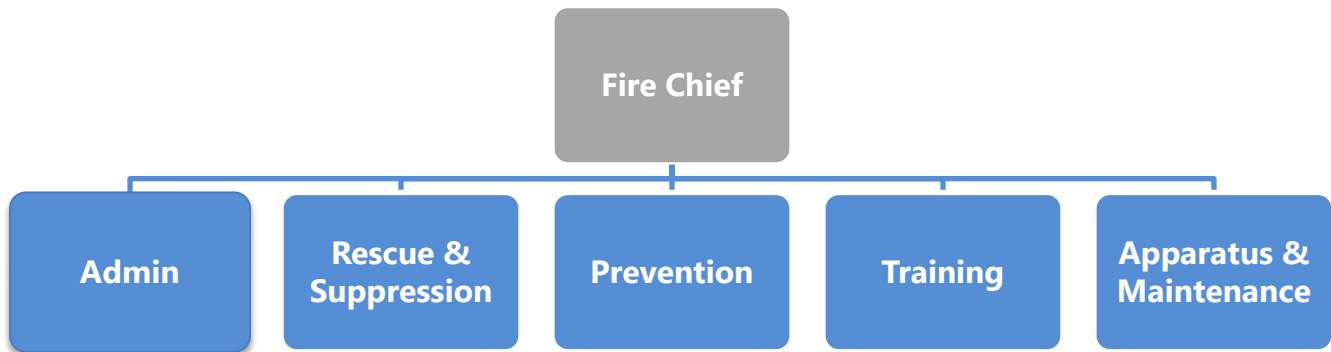 Fire Chief
Admin
Rescue &
Suppression
Prevention
Training
Apparatus &
Maintenance